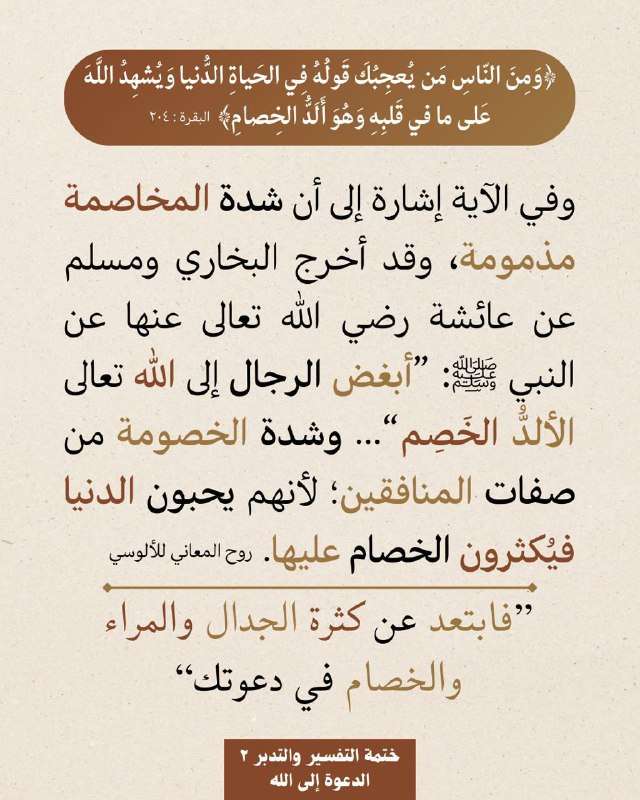 ﴿وَمِنَ النّاسِ مَن يُعجِبُكَ قَولُهُ فِي الحَياةِ الدُّنيا وَيُشهِدُ اللَّهَ
عَلى ما في قَلبِهِ وَهُوَ أَلَدُّ الخِصامِ﴾ البقرة : ٢٠٤
وفي الآية إشارة إلى أن شدة المخاصمة
مذمومة، وقد أخرج البخاري ومسلم
عن عائشة رضي الله تعالى عنها عن
النبي ﷺ: ”أبغض الرجال إلى الله تعالى
الألدُّ الخَصِم“... وشدة الخصومة من
صفات المنافقين؛ لأنهم يحبون الدنيا
فيُكثرون الخصام عليها. روح المعاني للألوسي
”فابتعد عن كثرة الجدال والمراء
والخصام في دعوتك“
ختمة التفسير والتدبر ٢
الدعوة إلى الله